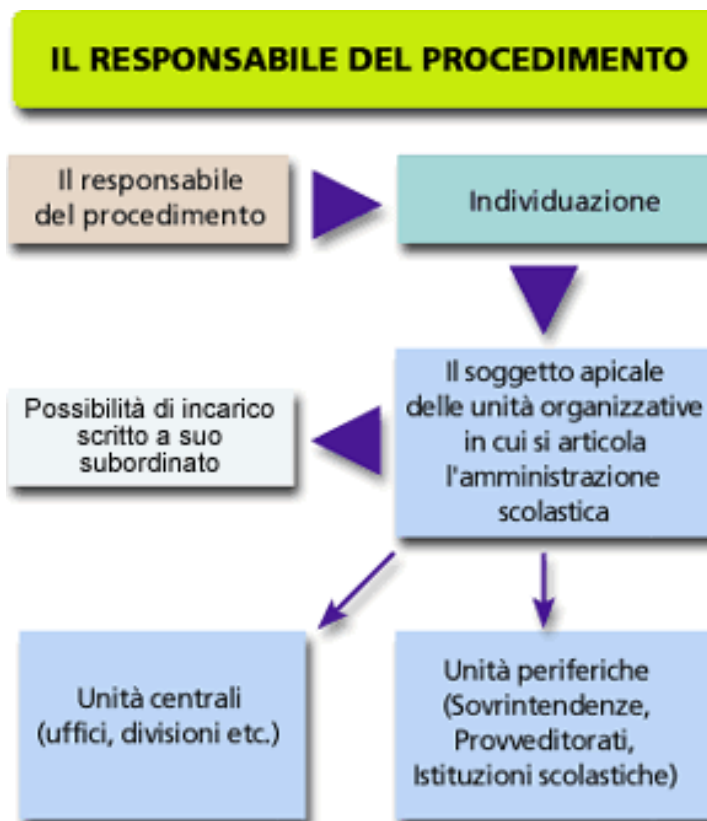 IL RESPONSABILE DEL PROCEDIMENTO
Il responsabile
del procedimento
Individuazione
Il soggetto apicale
delle unità organizzative
in cui si articola
l'amministrazione
scolastica
Possibilità di incarico
scritto a suo
subordinato
Unità centrali
(uffici, divisioni etc.)
Unità periferiche
(Sovrintendenze,
Provveditorati,
Istituzioni scolastiche)